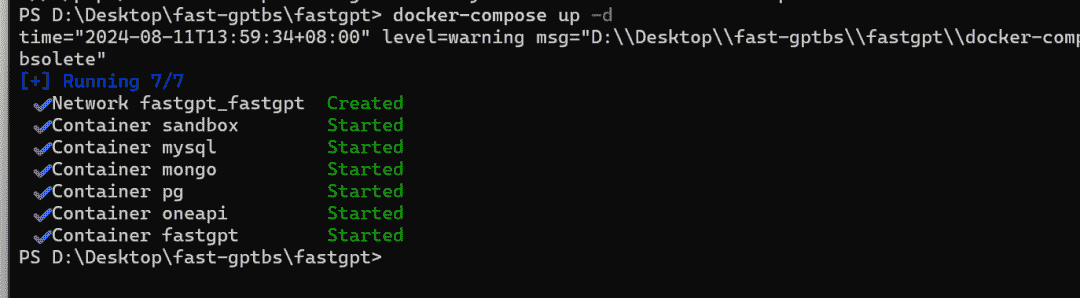 PS D:\Desktop\fast-gptbs\fastgpt> docker-compose up -d
time="2024-08-11T13:59:34+08:00" level=warning msg="D:\\Desktop\\fast-gptbs\\fastgpt\\docker-comp
bsolete"
[+] Running 7/7
✔Network fastgpt_fastgpt Created
✔Container sandbox Started
✔Container mysql Started
✔Container mongo Started
✔Container pg Started
✔Container oneapi Started
✔Container fastgpt Started
PS D:\Desktop\fast-gptbs\fastgpt>